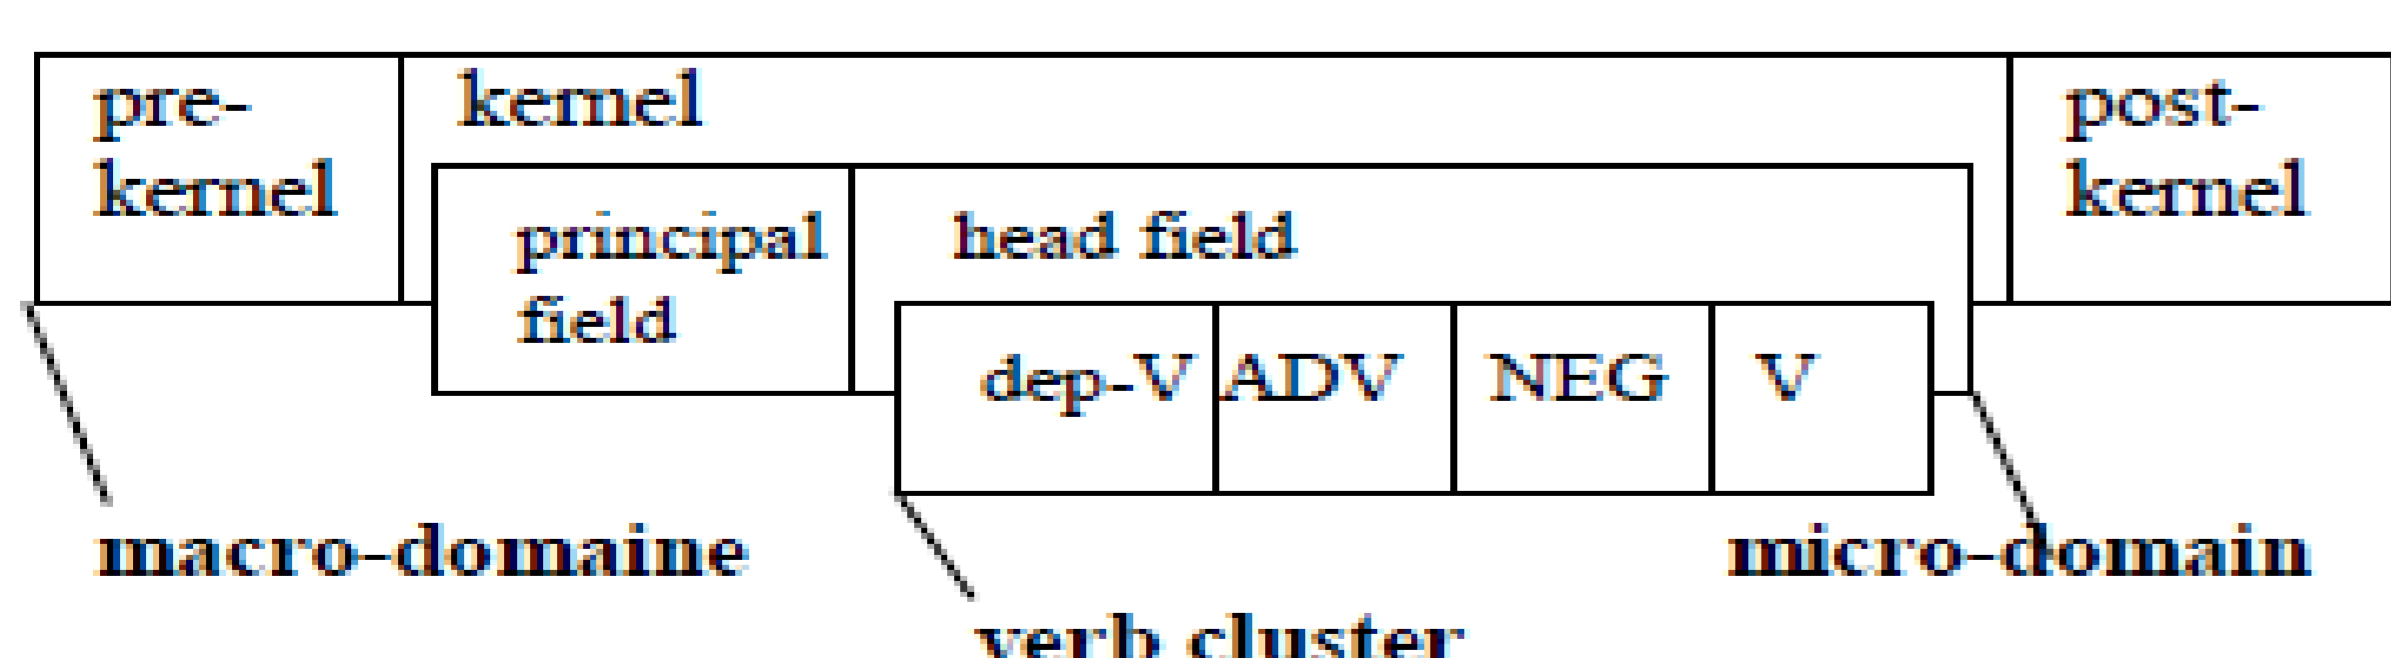 pre-
kernel
kernel
post-
kernel
principal
field
head field
dep-V ADV NEG V
macro-domaine
micro-domain
verb cluster